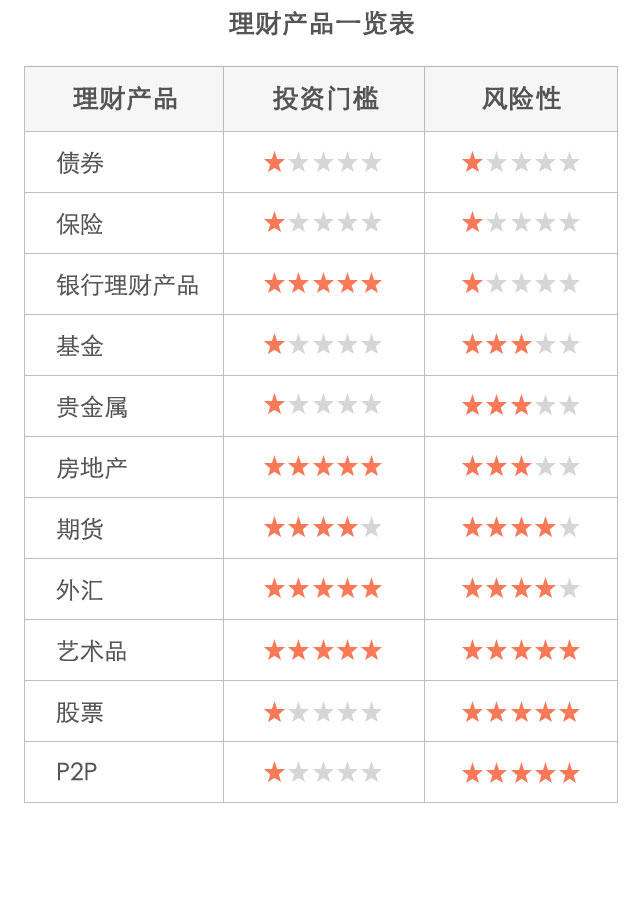 理财产品一览表
理财产品 投资门槛 风险性
债券
保险
银行理财产品
基金
贵金属
房地产
期货
外汇
艺术品
股票
P2P